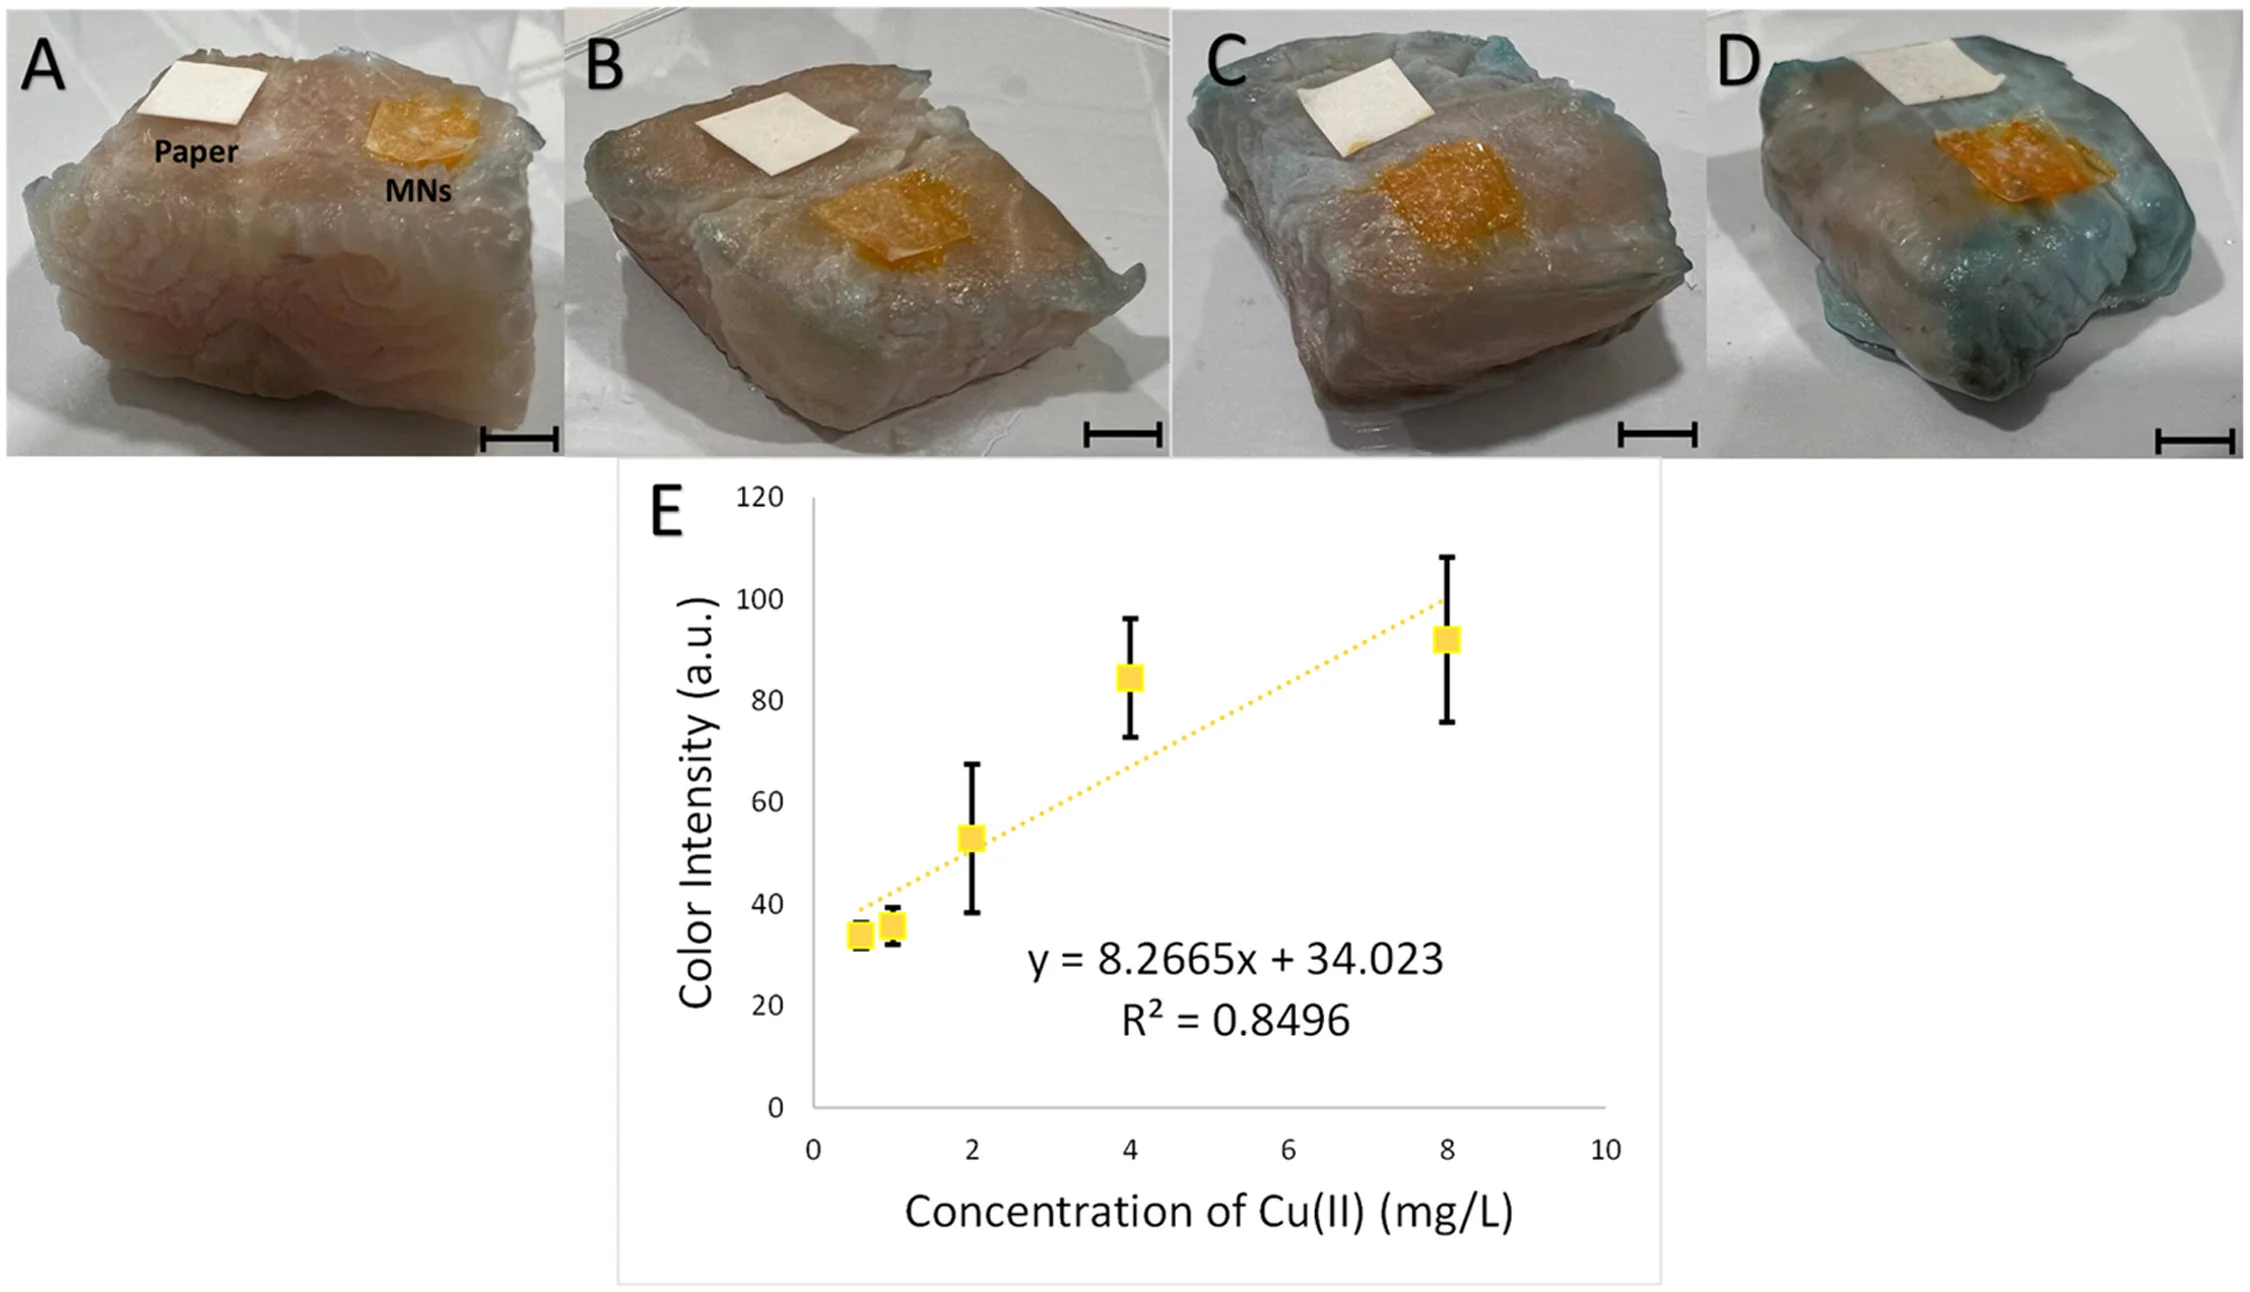 A
B
C
D
Paper
MNs
E
120
100
80
60
40
20
0
Color Intensity (a.u.)
y = 8.2665x + 34.023
R² = 0.8496
0 2 4 6 8 10
Concentration of Cu(II) (mg/L)